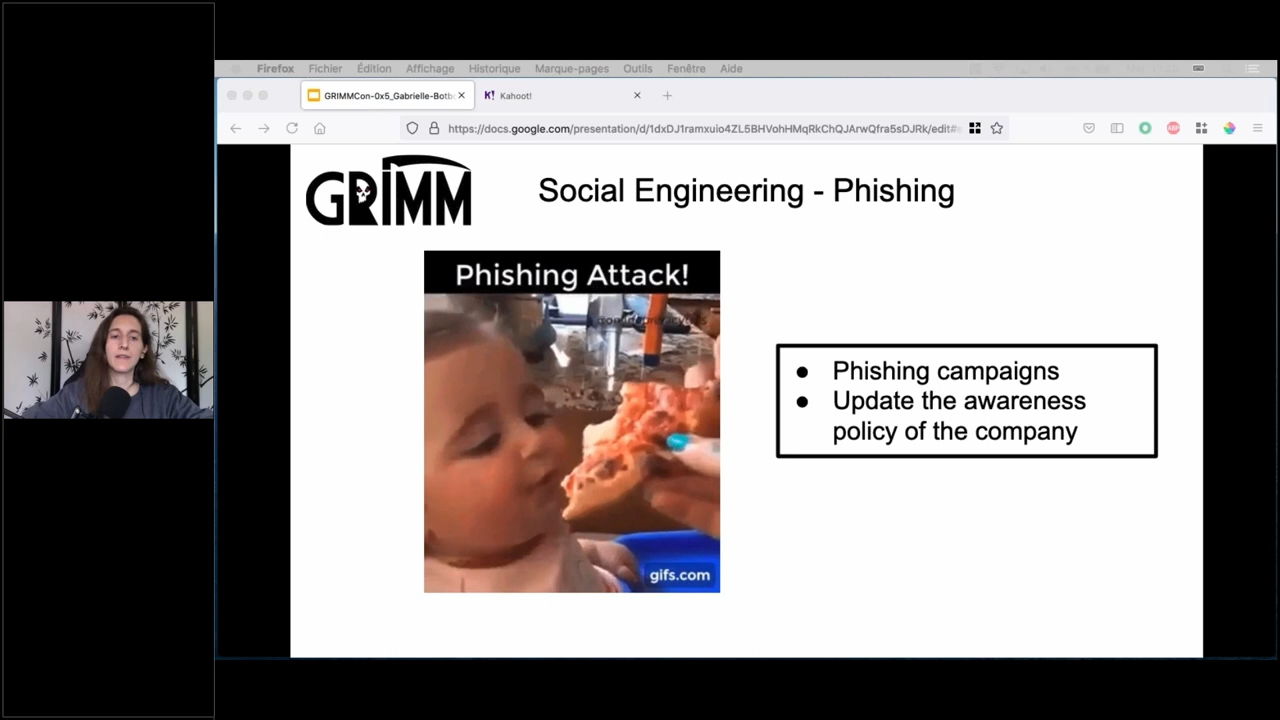 Firefox Fichier Édition Affichage Historique Marque-pages Outils Fenêtre Aide
GRIMMCon-0x5_Gabrielle-Botb
K! Kahoot!
https://docs.google.com/presentation/d/1dxDJ1ramxuio4ZL5BHVohHMqRkChQJArwQfra5sDJRk/edit#
ABP
GRIMM
Social Engineering - Phishing
Phishing Attack!
gifs.com
● Phishing campaigns
● Update the awareness
policy of the company